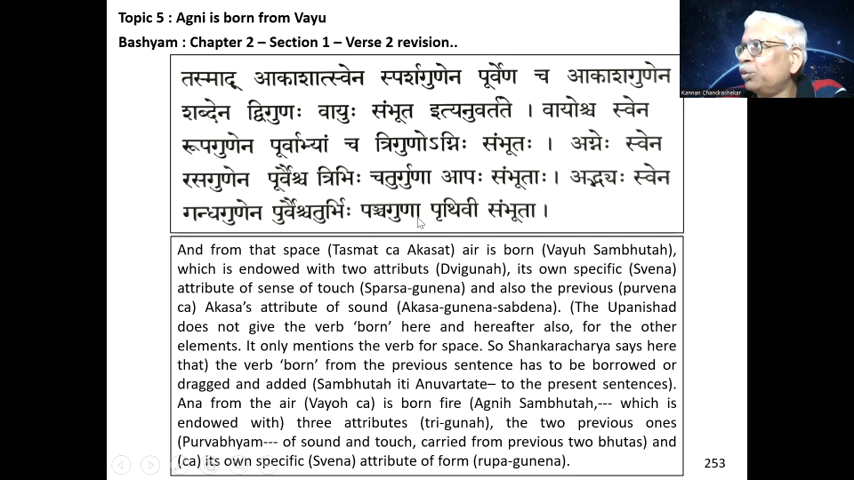 Topic 5 : Agni is born from Vayu
Bashyam : Chapter 2 – Section 1 – Verse 2 revision..
तस्माद् आकाशात्स्वेन स्पर्शगुणेन पूर्वेण च आकाशगुणेन
शब्देन द्विगुणः वायुः संभूत इत्यनुवर्तते । वायोश्च स्वेन
रूपगुणेन पूर्वाभ्यां च त्रिगुणोऽग्निः संभूतः । अग्नेः स्वेन
रसगुणेन पूर्वैश्च त्रिभिः चतुर्गुणा आपः संभूताः । अद्भ्यः स्वेन
गन्धगुणेन पुर्वैश्चतुर्भिः पञ्चगुणा पृथिवी संभूता ।
And from that space (Tasmat ca Akasat) air is born (Vayuh Sambhutah),
which is endowed with two attributs (Dvigunah), its own specific (Svena)
attribute of sense of touch (Sparsa-gunena) and also the previous (purvena
ca) Akasa’s attribute of sound (Akasa-gunena-sabdena). (The Upanishad
does not give the verb ‘born’ here and hereafter also, for the other
elements. It only mentions the verb for space. So Shankaracharya says here
that) the verb ‘born’ from the previous sentence has to be borrowed or
dragged and added (Sambhutah iti Anuvartate– to the present sentences).
Ana from the air (Vayoh ca) is born fire (Agnih Sambhutah,--- which is
endowed with) three attributes (tri-gunah), the two previous ones
(Purvabhyam--- of sound and touch, carried from previous two bhutas) and
(ca) its own specific (Svena) attribute of form (rupa-gunena).
253
Kannan Chandrashekar